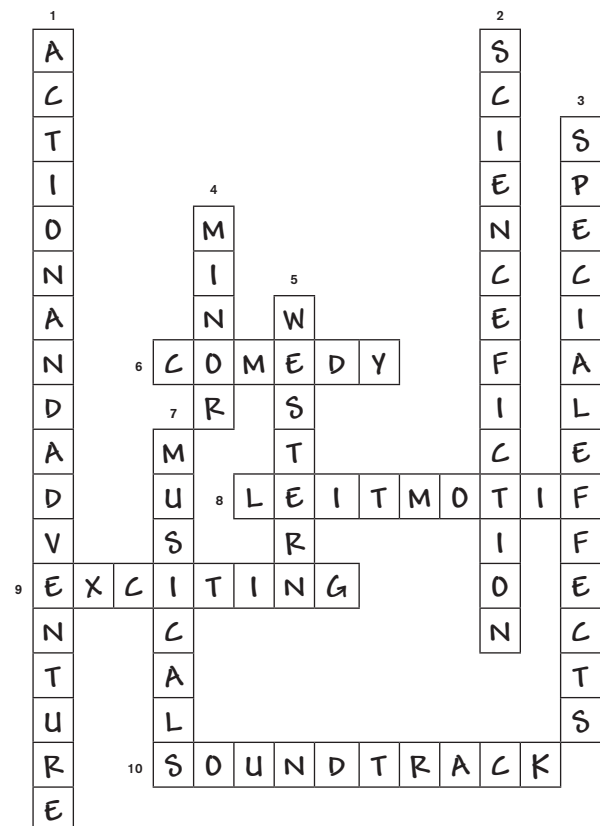 1 ACTIONANDADVENTURE
2 SCIENCEFICTION
3 SPECIALEFFECTS
4 MINOR
5 WESTERN
6 COMEDY
7 MUSICALS
8 LEITMOTIF
9 EXCITING
10 SOUNDTRACK